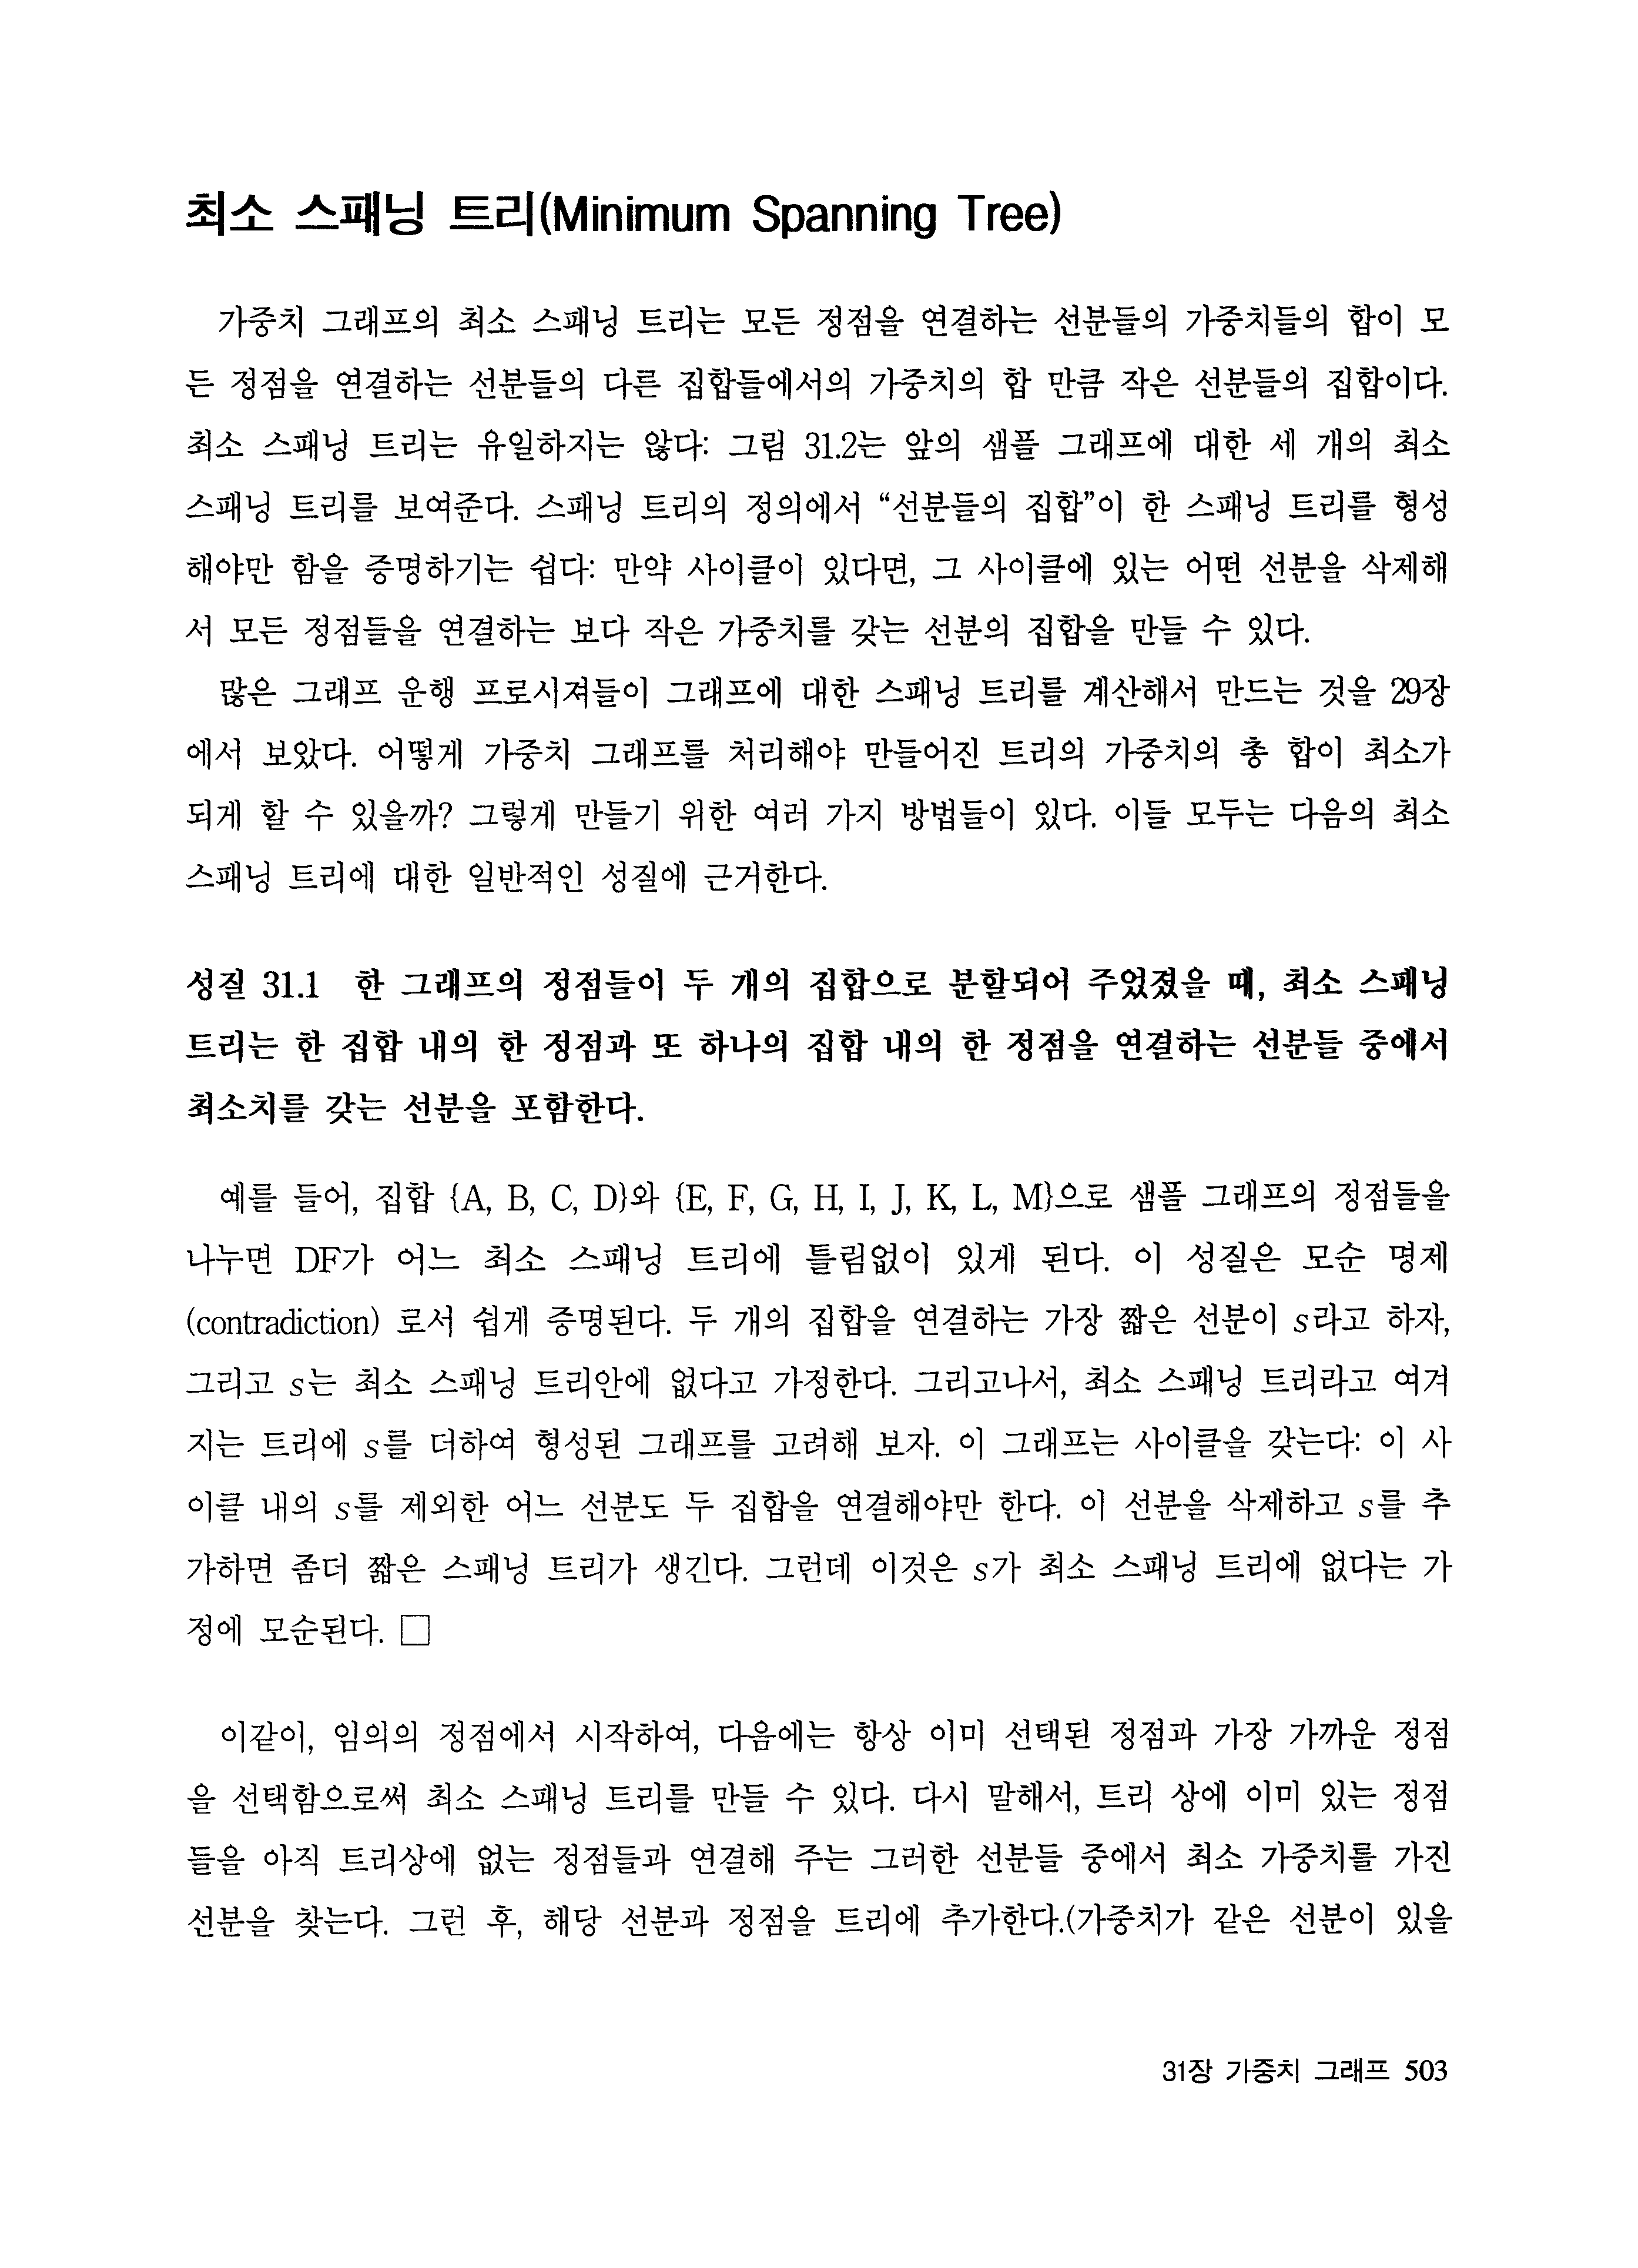 최소 스패닝 트리(Minimum Spanning Tree)
가중치 그래프의 최소 스패닝 트리는 모든 정점을 연결하는 선분들의 가중치들의 합이 모
든 정점을 연결하는 선분들의 다른 집합들에서의 가중치의 합 만큼 작은 선분들의 집합이다.
최소 스패닝 트리는 유일하지는 않다: 그림 31.2는 앞의 샘플 그래프에 대한 세 개의 최소
스패닝 트리를 보여준다. 스패닝 트리의 정의에서 “선분들의 집합”이 한 스패닝 트리를 형성
해야만 함을 증명하기는 쉽다: 만약 사이클이 있다면, 그 사이클에 있는 어떤 선분을 삭제해
서 모든 정점들을 연결하는 보다 작은 가중치를 갖는 선분의 집합을 만들 수 있다.
많은 그래프 운행 프로시져들이 그래프에 대한 스패닝 트리를 계산해서 만드는 것을 29장
에서 보았다. 어떻게 가중치 그래프를 처리해야 만들어진 트리의 가중치의 총 합이 최소가
되게 할 수 있을까? 그렇게 만들기 위한 여러 가지 방법들이 있다. 이들 모두는 다음의 최소
스패닝 트리에 대한 일반적인 성질에 근거한다.
성질 31.1 한 그래프의 정점들이 두 개의 집합으로 분할되어 주었졌을 때, 최소 스패닝
트리는 한 집합 내의 한 정점과 또 하나의 집합 내의 한 정점을 연결하는 선분들 중에서
최소치를 갖는 선분을 포함한다.
예를 들어, 집합 {A, B, C, D}와 {E, F, G, H, I, J, K, L, M}으로 샘플 그래프의 정점들을
나누면 DF가 어느 최소 스패닝 트리에 틀림없이 있게 된다. 이 성질은 모순 명제
(contradiction) 로서 쉽게 증명된다. 두 개의 집합을 연결하는 가장 짧은 선분이 s라고 하자,
그리고 s는 최소 스패닝 트리안에 없다고 가정한다. 그리고나서, 최소 스패닝 트리라고 여겨
지는 트리에 s를 더하여 형성된 그래프를 고려해 보자. 이 그래프는 사이클을 갖는다: 이 사
이클 내의 s를 제외한 어느 선분도 두 집합을 연결해야만 한다. 이 선분을 삭제하고 s를 추
가하면 좀더 짧은 스패닝 트리가 생긴다. 그런데 이것은 s가 최소 스패닝 트리에 없다는 가
정에 모순된다. □
이같이, 임의의 정점에서 시작하여, 다음에는 항상 이미 선택된 정점과 가장 가까운 정점
을 선택함으로써 최소 스패닝 트리를 만들 수 있다. 다시 말해서, 트리 상에 이미 있는 정점
들을 아직 트리상에 없는 정점들과 연결해 주는 그러한 선분들 중에서 최소 가중치를 가진
선분을 찾는다. 그런 후, 해당 선분과 정점을 트리에 추가한다.(가중치가 같은 선분이 있을
31장 가중치 그래프 503